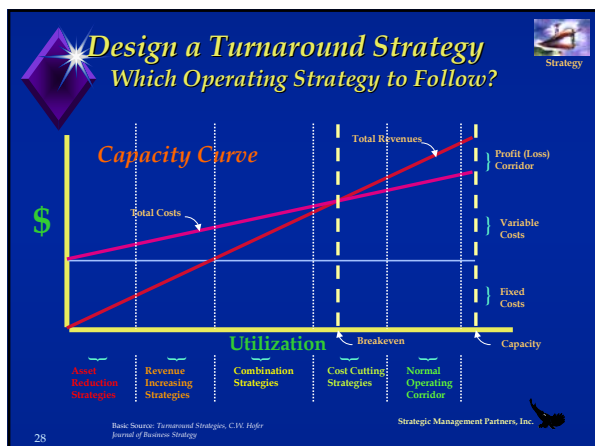 Design a Turnaround Strategy
Which Operating Strategy to Follow?
Strategy
Capacity Curve
Total Revenues
Profit (Loss)
Corridor
Total Costs
$
Variable
Costs
Fixed
Costs
Utilization
Breakeven
Capacity
Asset
Reduction
Strategies
Revenue
Increasing
Strategies
Combination
Strategies
Cost Cutting
Strategies
Normal
Operating
Corridor
Basic Source: Turnaround Strategies, C.W. Hofer
Journal of Business Strategy
Strategic Management Partners, Inc.
28